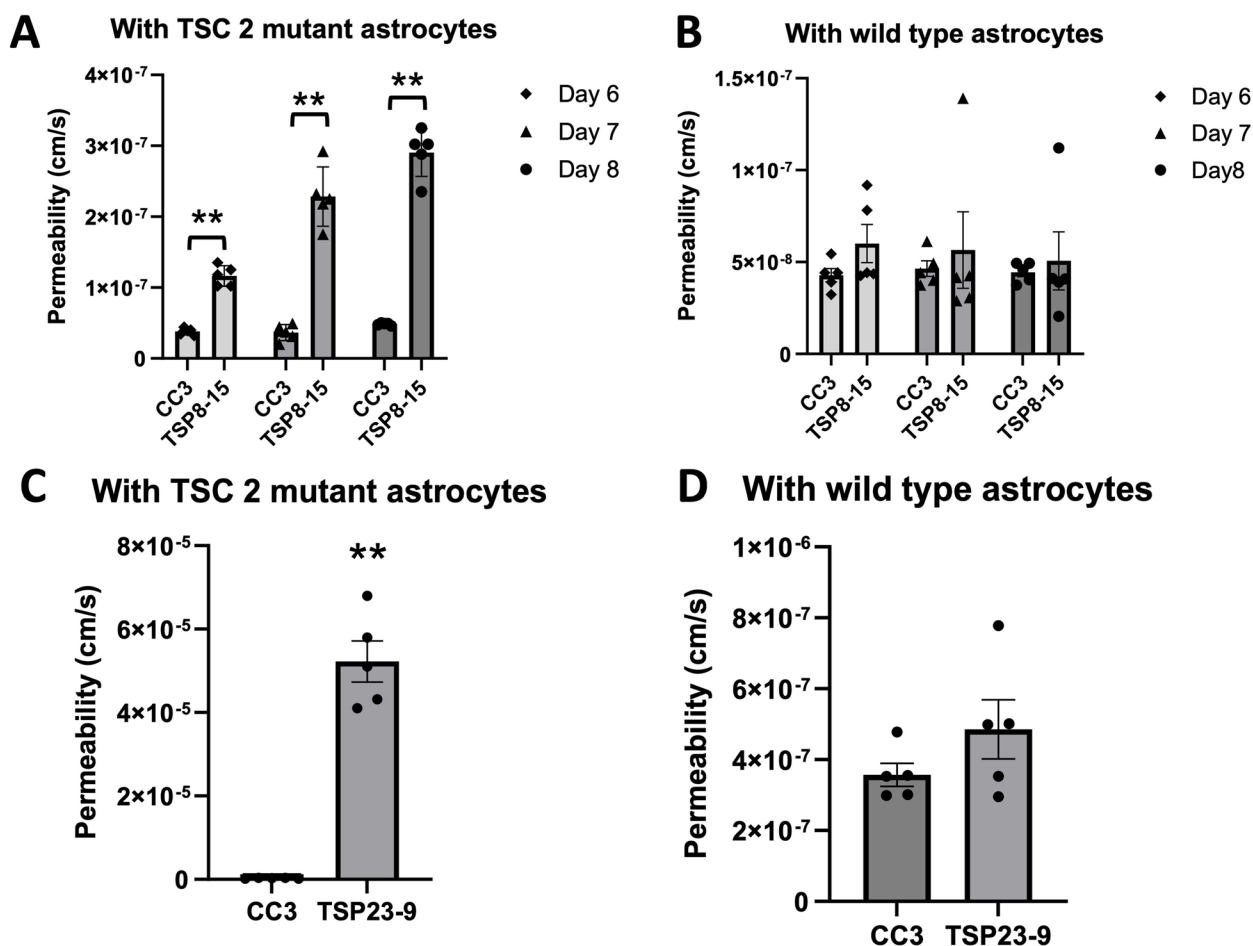 A
With TSC 2 mutant astrocytes
Permeability (cm/s)
4×10⁻⁷
3×10⁻⁷
2×10⁻⁷
1×10⁻⁷
0
**
**
**
CC3
TSP8-15
CC3
TSP8-15
CC3
TSP8-15
Day 6
Day 7
Day 8
B
With wild type astrocytes
Permeability (cm/s)
1.5×10⁻⁷
1×10⁻⁷
5×10⁻⁸
0
CC3
TSP8-15
CC3
TSP8-15
CC3
TSP8-15
Day 6
Day 7
Day8
C
With TSC 2 mutant astrocytes
Permeability (cm/s)
8×10⁻⁵
6×10⁻⁵
4×10⁻⁵
2×10⁻⁵
0
**
CC3
TSP23-9
D
With wild type astrocytes
Permeability (cm/s)
1×10⁻⁶
8×10⁻⁷
6×10⁻⁷
4×10⁻⁷
2×10⁻⁷
0
CC3
TSP23-9